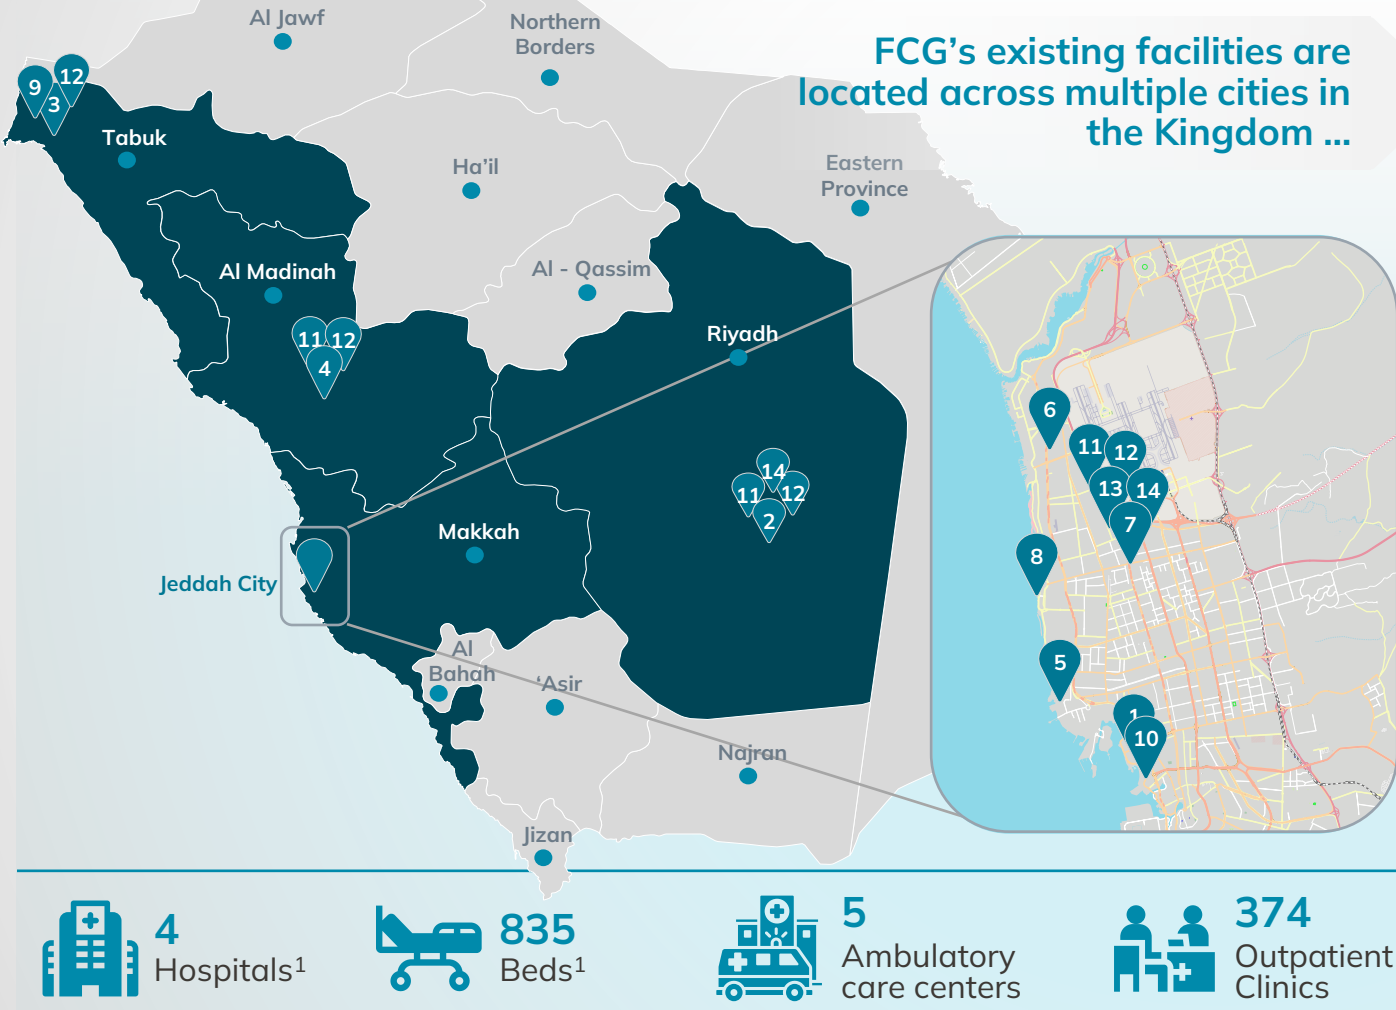 FCG’s existing facilities are
located across multiple cities in
the Kingdom ...
Al Jawf
Northern
Borders
9
12
3
Tabuk
Ha’il
Eastern
Province
Al Madinah
Al - Qassim
11
12
4
Riyadh
14
11
12
2
Makkah
Jeddah City
Al
Bahah
‘Asir
Najran
Jizan
6
11
12
13
14
7
8
5
1
10
4
Hospitals¹
835
Beds¹
5
Ambulatory
care centers
374
Outpatient
Clinics